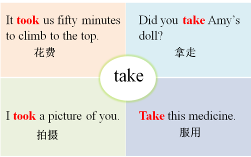 It took us fifty minutes
to climb to the top.
花费
Did you take Amy's
doll?
拿走
take
I took a picture of you.
拍摄
Take this medicine.
服用